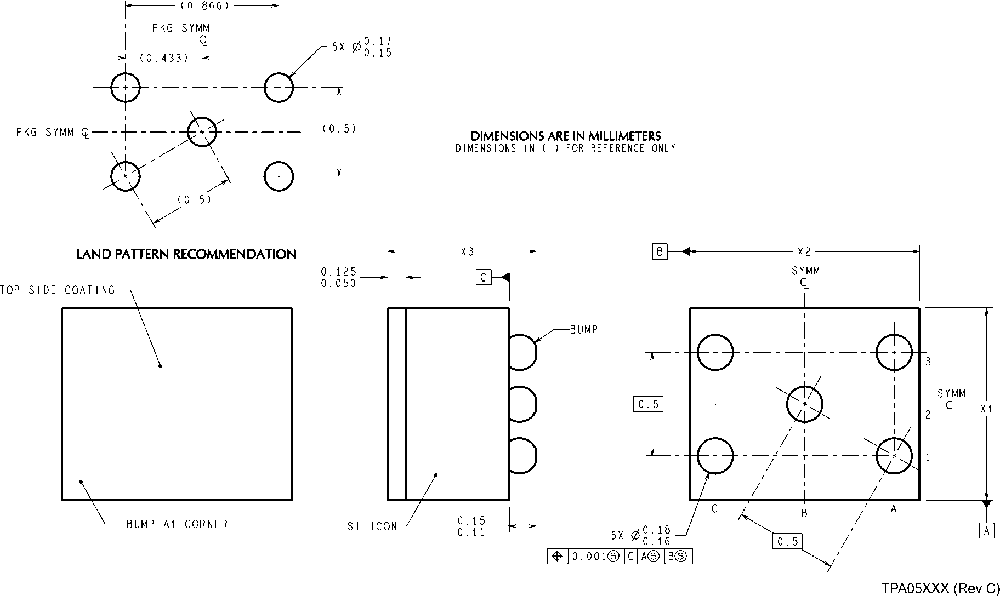 (0.866)
PKG SYMM
℄
5X Ø 0.17
0.15
(0.433)
PKG SYMM ℄
(0.5)
(0.5)
DIMENSIONS ARE IN MILLIMETERS
DIMENSIONS IN ( ) FOR REFERENCE ONLY
LAND PATTERN RECOMMENDATION
TOP SIDE COATING
BUMP A1 CORNER
X3
0.125
0.050
C
BUMP
SILICON
0.15
0.11
B
X2
SYMM
℄
3
0.5
SYMM
℄
2
X1
1
C
B
A
A
5X Ø 0.18
0.16
0.5
⌖ 0.001Ⓢ C AⓈ BⓈ
TPA05XXX (Rev C)